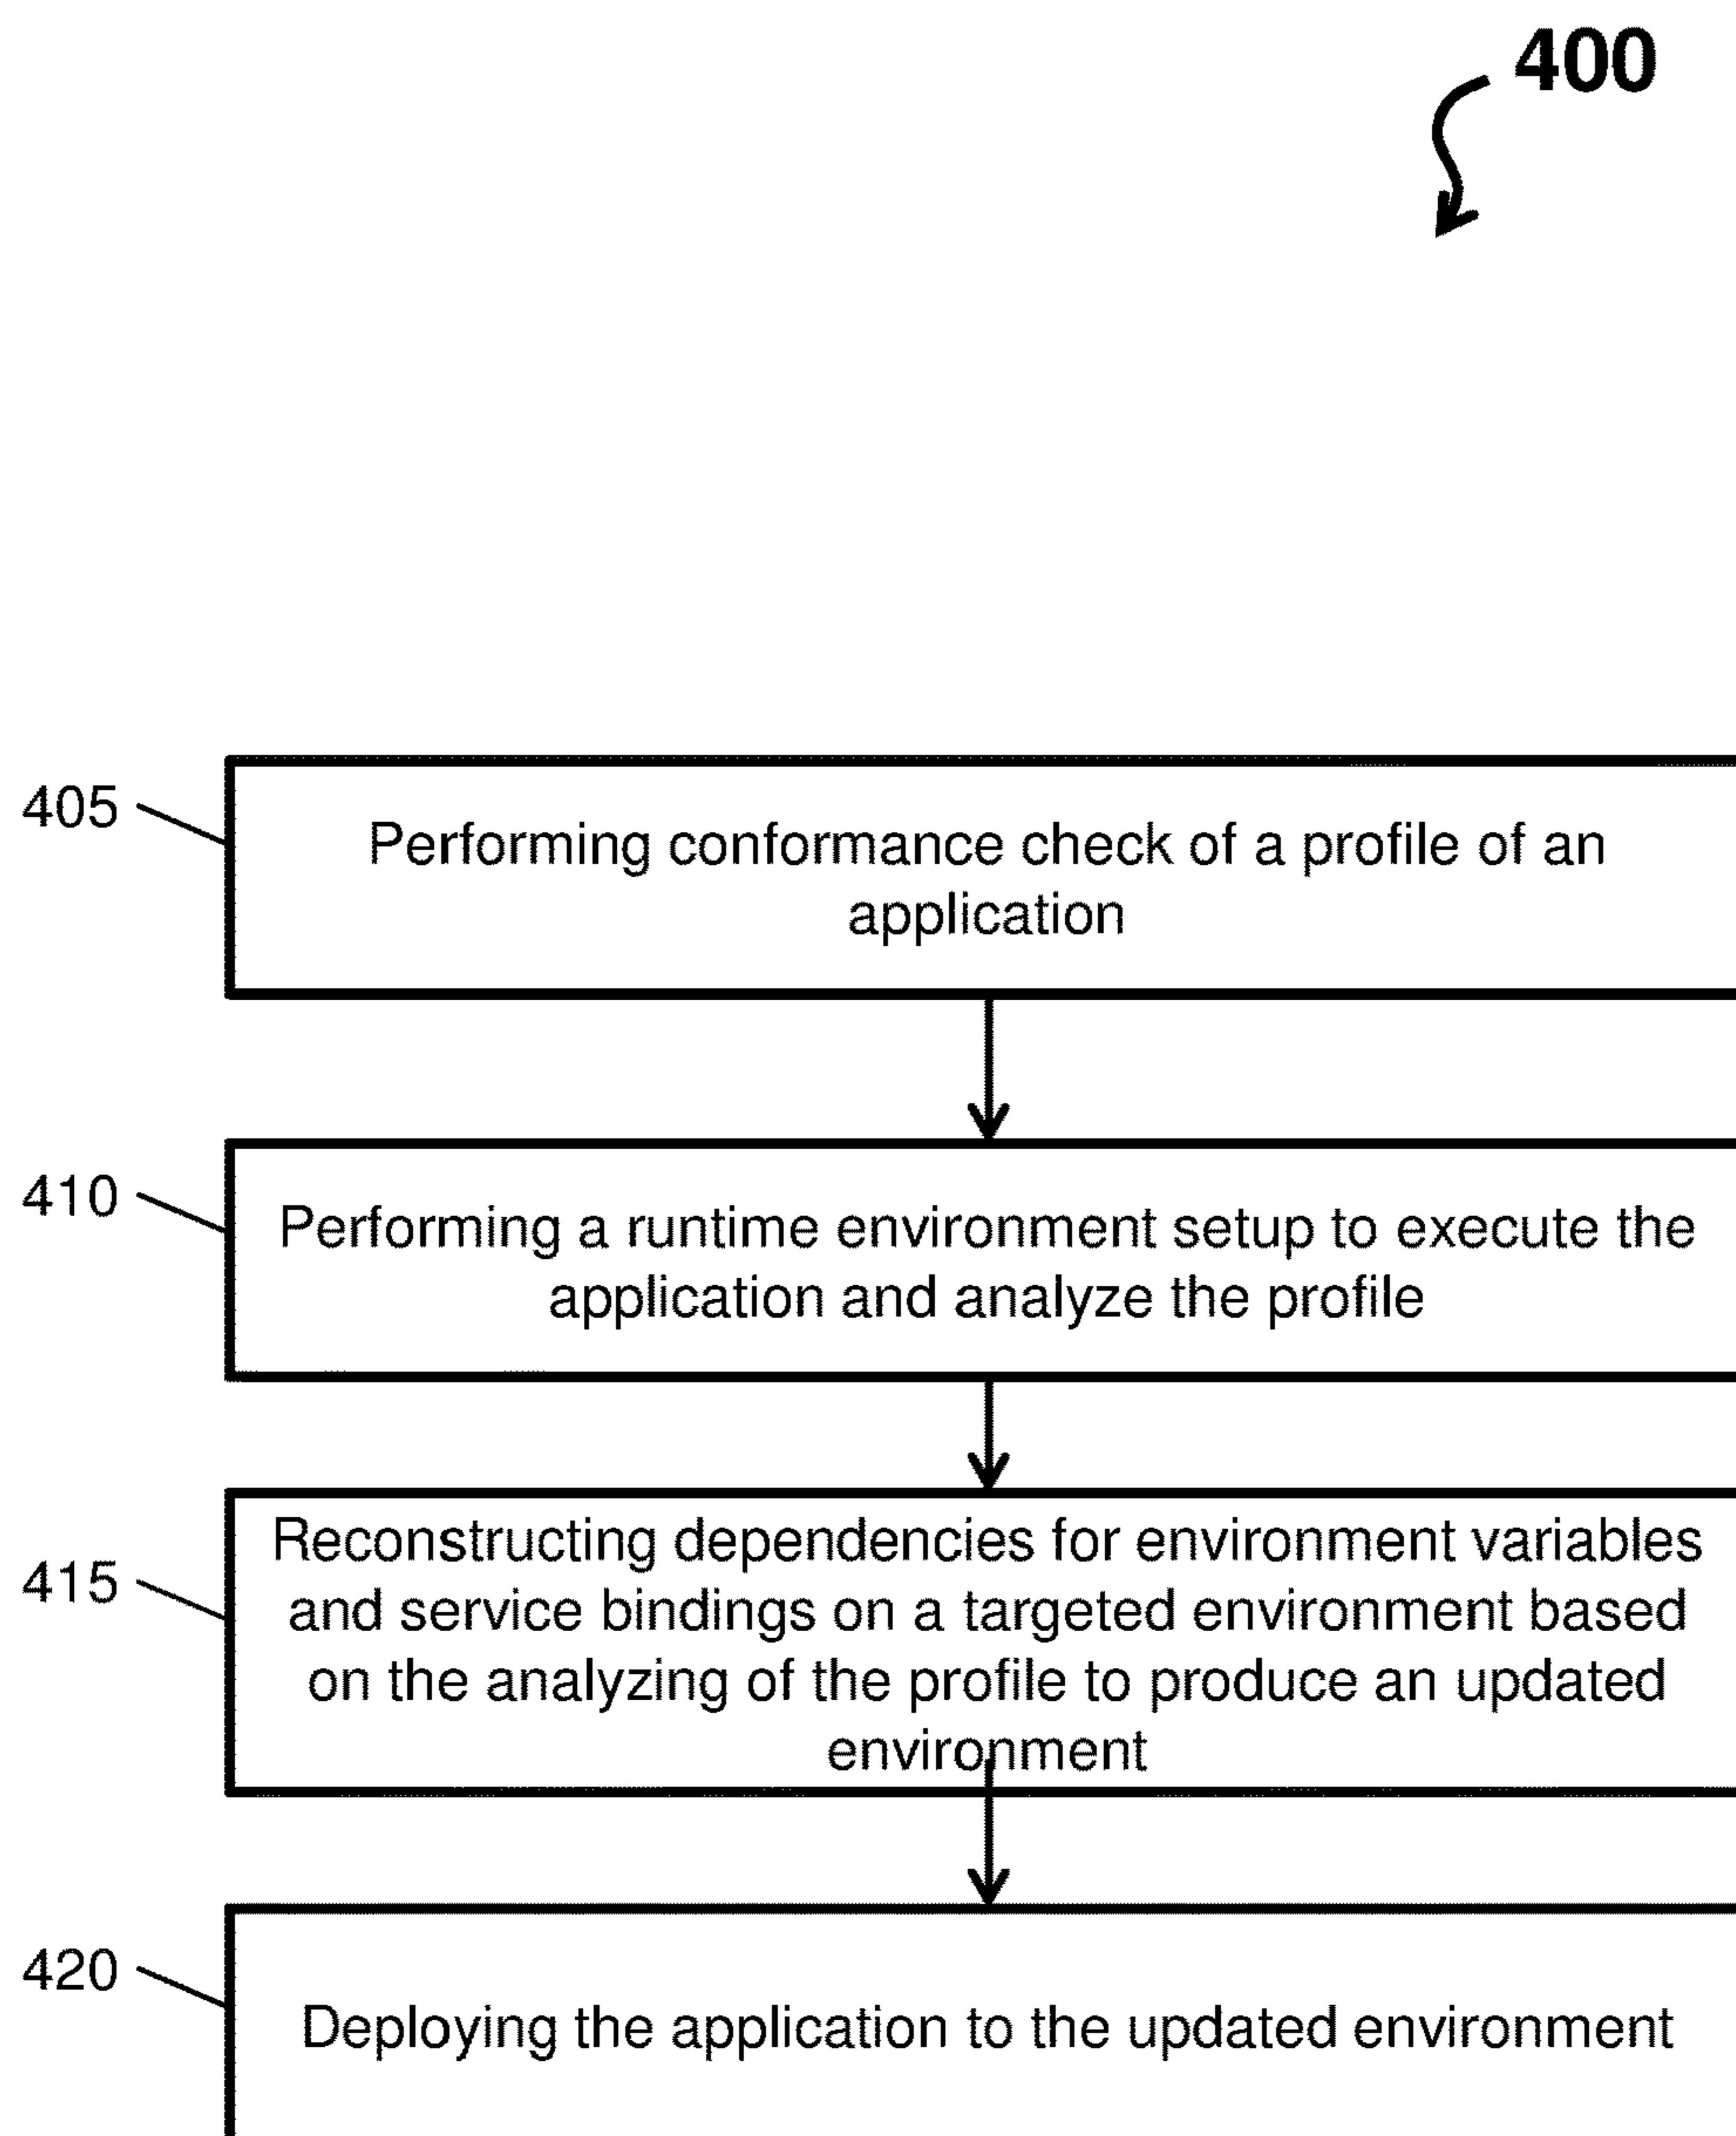 400
405
Performing conformance check of a profile of an
application
410
Performing a runtime environment setup to execute the
application and analyze the profile
415
Reconstructing dependencies for environment variables
and service bindings on a targeted environment based
on the analyzing of the profile to produce an updated
environment
420
Deploying the application to the updated environment